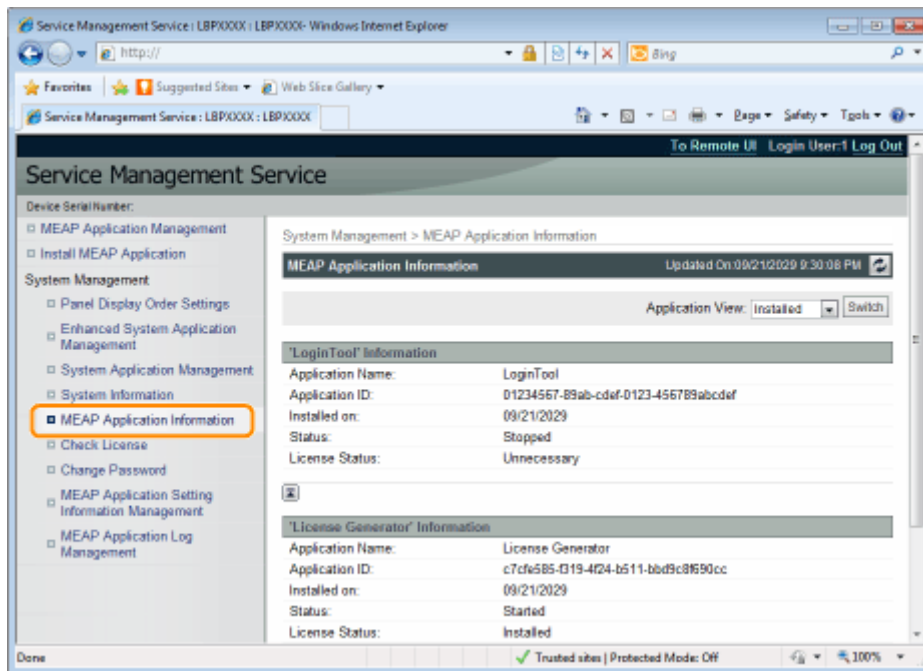 Service Management Service : LBPXXXX : LBPXXXX- Windows Internet Explorer
http://
Bing
Favorites
Suggested Sites
Web Slice Gallery
Service Management Service : LBPXXXX : LBPXXXX
Page
Safety
Tools
To Remote UI Login User:1 Log Out
Service Management Service
Device Serial Number:
MEAP Application Management
Install MEAP Application
System Management
Panel Display Order Settings
Enhanced System Application
Management
System Application Management
System Information
MEAP Application Information
Check License
Change Password
MEAP Application Setting
Information Management
MEAP Application Log
Management
System Management > MEAP Application Information
MEAP Application Information
Updated On:09/21/2029 9:30:08 PM
Application View: Installed Switch
'LoginTool' Information
Application Name: LoginTool
Application ID: 01234567-89ab-cdef-0123-456789abcdef
Installed on: 09/21/2029
Status: Stopped
License Status: Unnecessary
'License Generator' Information
Application Name: License Generator
Application ID: c7cfe585-f319-4f24-b511-bbd9c8f690cc
Installed on: 09/21/2029
Status: Started
License Status: Installed
Done
Trusted sites | Protected Mode: Off
100%